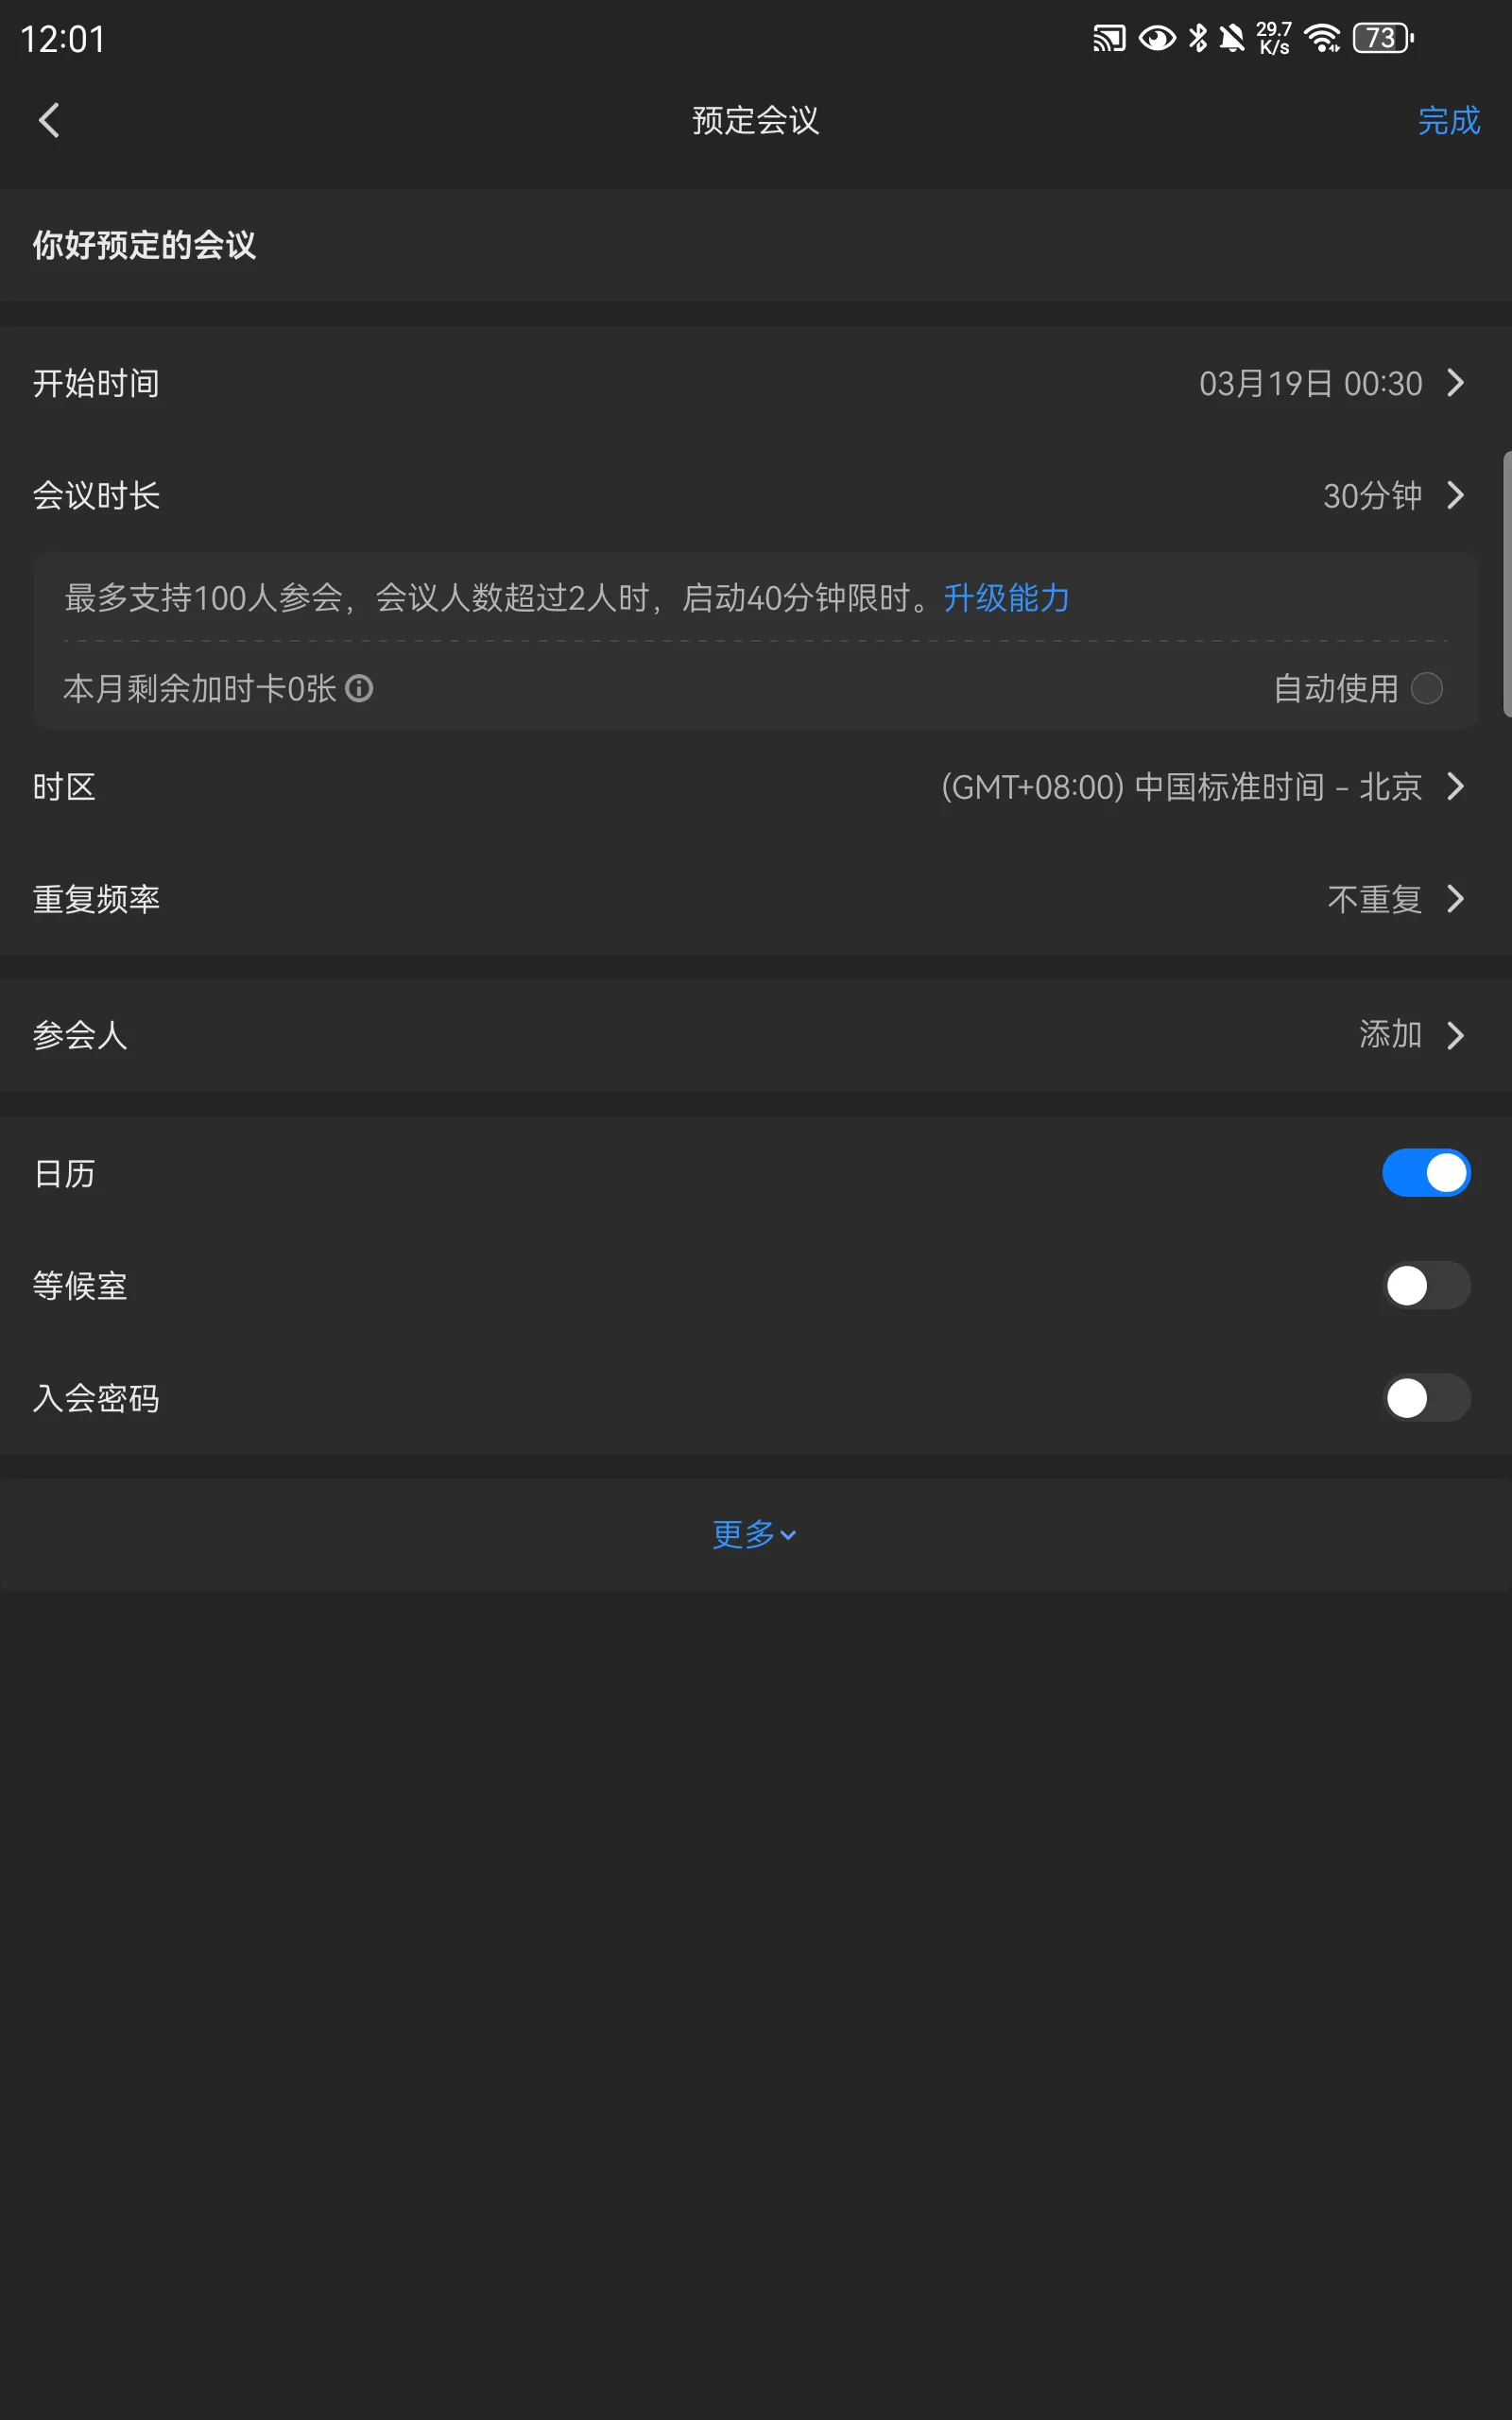 12:01
29.7
K/s
73
预定会议
完成
你好预定的会议
开始时间
03月19日 00:30
会议时长
30分钟
最多支持100人参会，会议人数超过2人时，启动40分钟限时。升级能力
本月剩余加时卡0张
自动使用
时区
(GMT+08:00) 中国标准时间 - 北京
重复频率
不重复
参会人
添加
日历
等候室
入会密码
更多